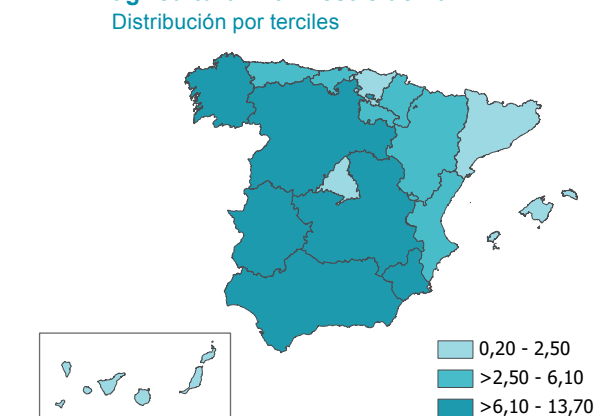 Distribución por terciles
0,20 - 2,50
>2,50 - 6,10
>6,10 - 13,70